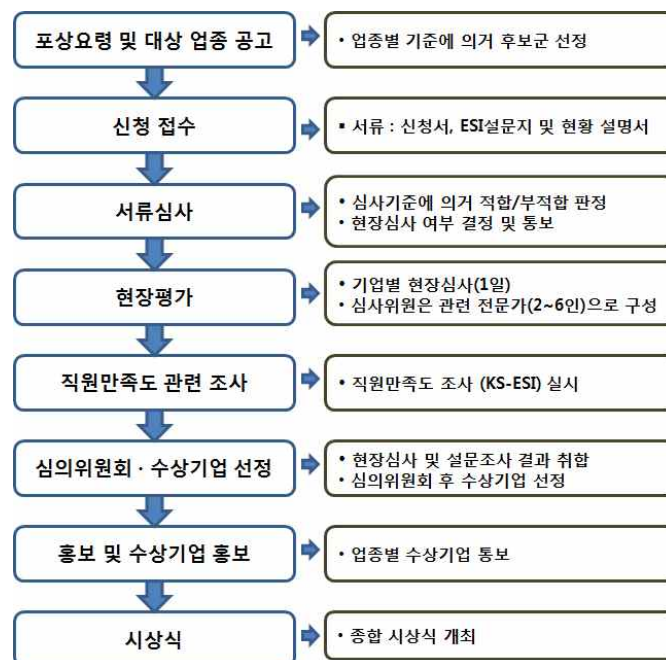 포상요령 및 대상 업종 공고
• 업종별 기준에 의거 후보군 선정
신청 접수
▪ 서류 : 신청서, ESI설문지 및 현황 설명서
서류심사
• 심사기준에 의거 적합/부적합 판정
• 현장심사 여부 결정 및 통보
현장평가
• 기업별 현장심사(1일)
• 심사위원은 관련 전문가(2~6인)으로 구성
직원만족도 관련 조사
• 직원만족도 조사 (KS-ESI) 실시
심의위원회 · 수상기업 선정
• 현장심사 및 설문조사 결과 취합
• 심의위원회 후 수상기업 선정
홍보 및 수상기업 홍보
• 업종별 수상기업 통보
시상식
• 종합 시상식 개최